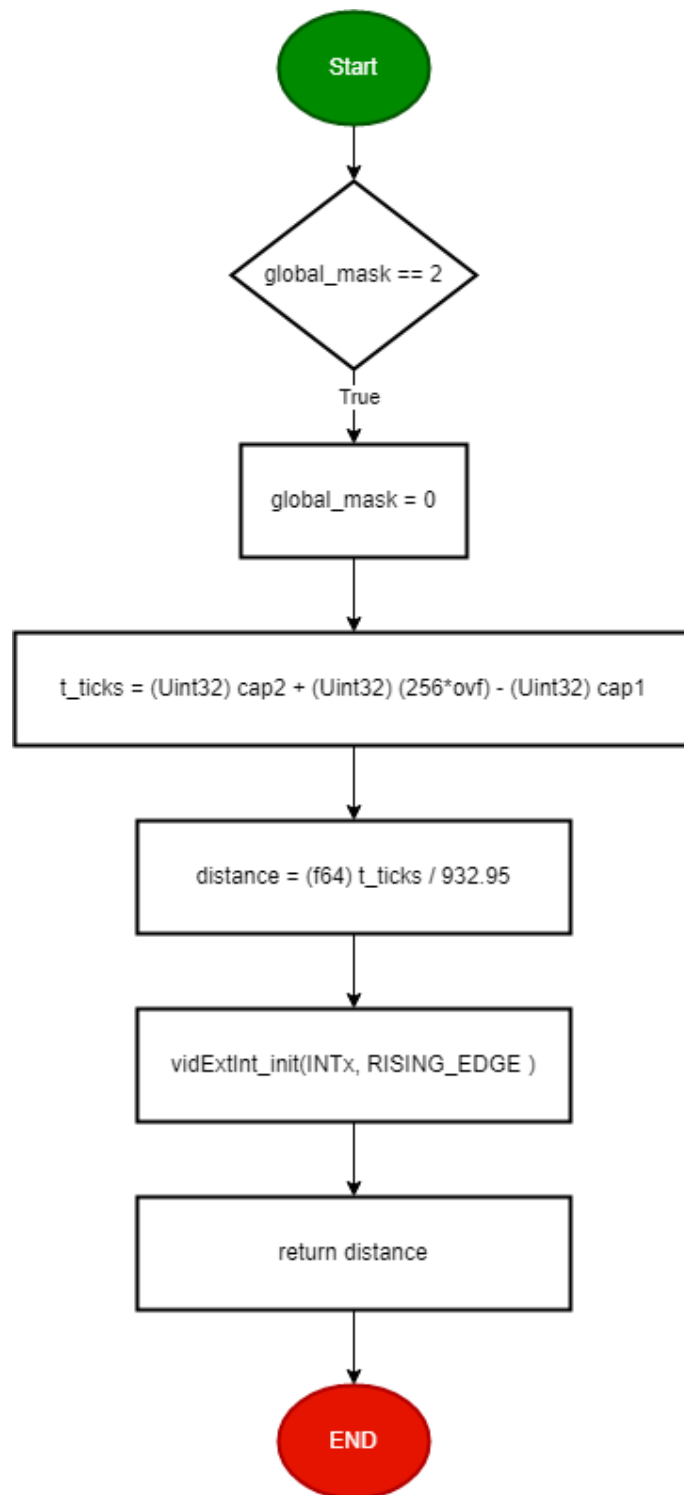 Start
global_mask == 2
True
global_mask = 0
t_ticks = (Uint32) cap2 + (Uint32) (256*ovf) - (Uint32) cap1
distance = (f64) t_ticks / 932.95
vidExtInt_init(INTx, RISING_EDGE )
return distance
END